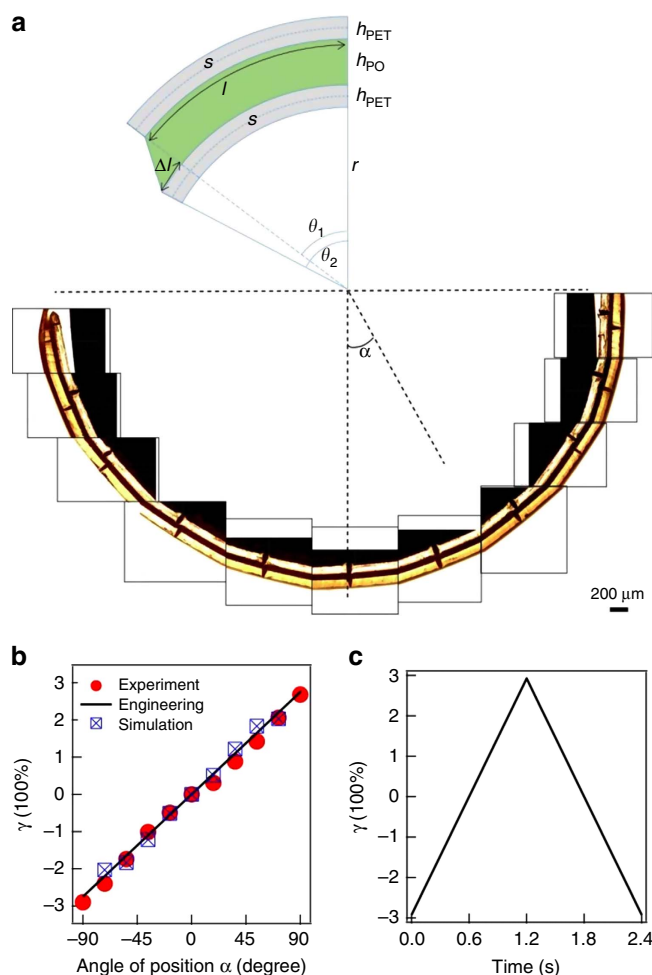 a
h_PET
s
h_PO
l
h_PET
s
Δl
r
θ₁
θ₂
α
200 μm
b
3
Experiment
2
Engineering
Simulation
1
0
−1
−2
−3
γ (100%)
−90
−45
0
45
90
Angle of position α (degree)
c
3
2
1
0
−1
−2
−3
γ (100%)
0.0
0.6
1.2
1.8
2.4
Time (s)